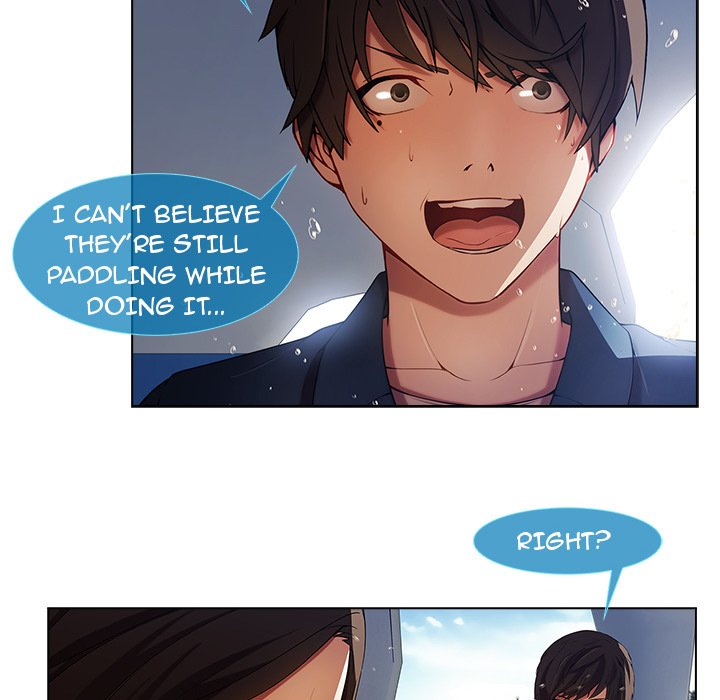 I CAN'T BELIEVE
THEY'RE STILL
PADDLING WHILE
DOING IT...
RIGHT?